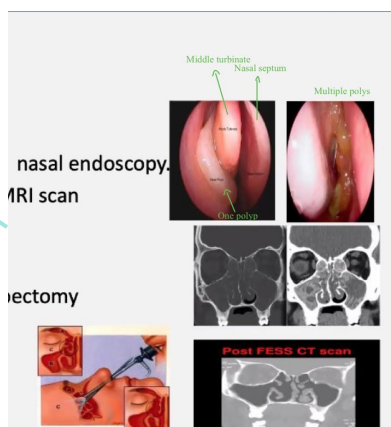 Middle turbinate
Nasal septum
Multiple polys
nasal endoscopy.
MRI scan
One polyp
pectomy
Post FESS CT scan